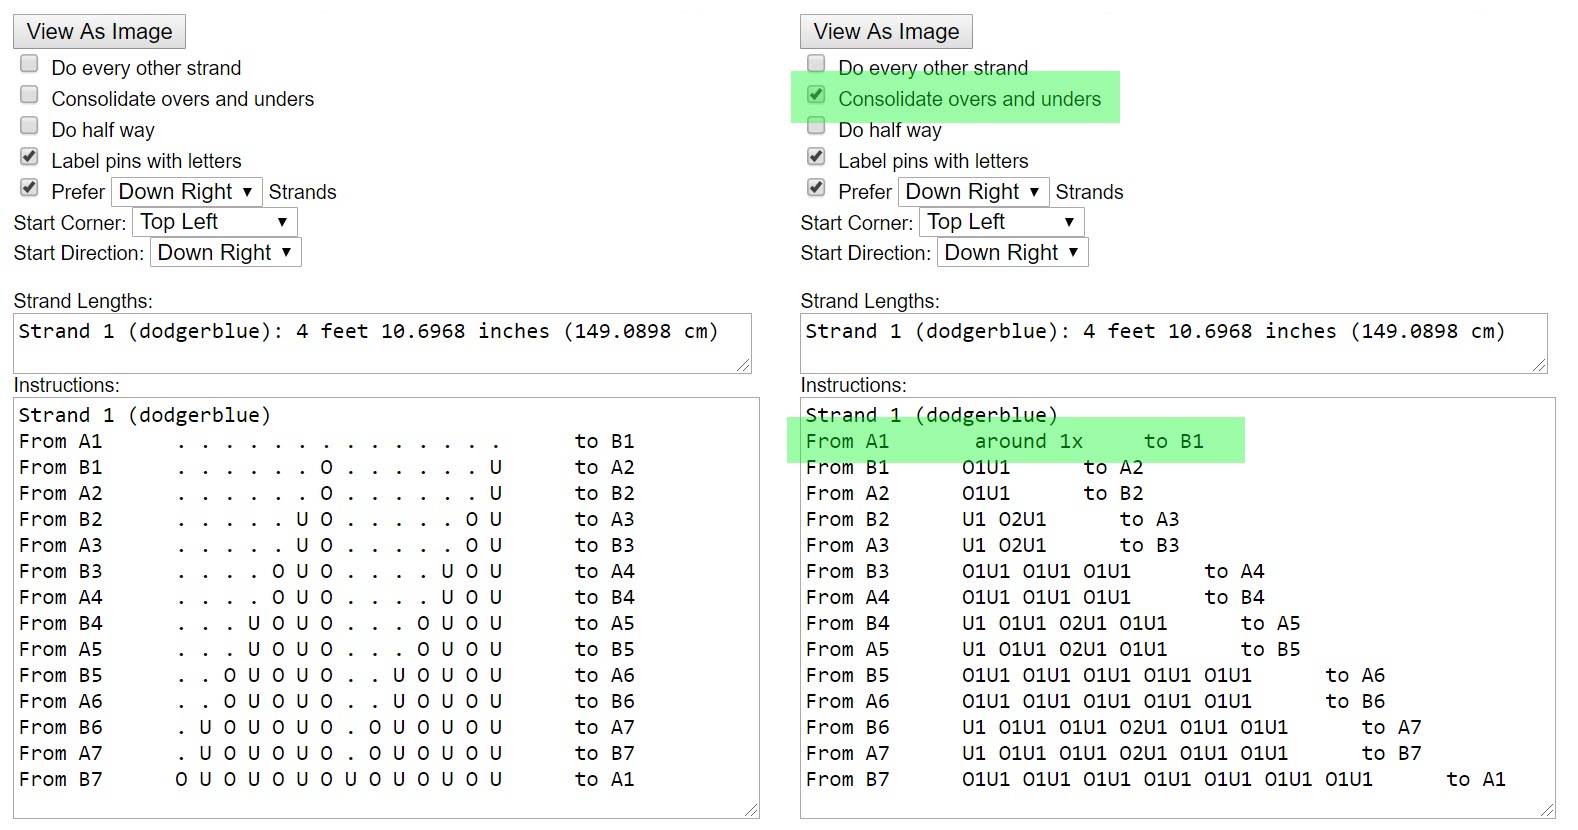 View As Image
Do every other strand
Consolidate overs and unders
Do half way
Label pins with letters
Prefer Down Right ▼ Strands
Start Corner: Top Left ▼
Start Direction: Down Right ▼
Strand Lengths:
Strand 1 (dodgerblue): 4 feet 10.6968 inches (149.0898 cm)
Instructions:
Strand 1 (dodgerblue)
From A1 . . . . . . . . . . . . . . to B1
From B1 . . . . . . O . . . . . . U to A2
From A2 . . . . . . O . . . . . . U to B2
From B2 . . . . . U O . . . . . O U to A3
From A3 . . . . . U O . . . . . O U to B3
From B3 . . . . O U O . . . . U O U to A4
From A4 . . . . O U O . . . . U O U to B4
From B4 . . . U O U O . . . O U O U to A5
From A5 . . . U O U O . . . O U O U to B5
From B5 . . O U O U O . . U O U O U to A6
From A6 . . O U O U O . . U O U O U to B6
From B6 . U O U O U O . O U O U O U to A7
From A7 . U O U O U O . O U O U O U to B7
From B7 O U O U O U O U O U O U O U to A1
View As Image
Do every other strand
Consolidate overs and unders
Do half way
Label pins with letters
Prefer Down Right ▼ Strands
Start Corner: Top Left ▼
Start Direction: Down Right ▼
Strand Lengths:
Strand 1 (dodgerblue): 4 feet 10.6968 inches (149.0898 cm)
Instructions:
Strand 1 (dodgerblue)
From A1 around 1x to B1
From B1 O1U1 to A2
From A2 O1U1 to B2
From B2 U1 O2U1 to A3
From A3 U1 O2U1 to B3
From B3 O1U1 O1U1 O1U1 to A4
From A4 O1U1 O1U1 O1U1 to B4
From B4 U1 O1U1 O2U1 O1U1 to A5
From A5 U1 O1U1 O2U1 O1U1 to B5
From B5 O1U1 O1U1 O1U1 O1U1 O1U1 to A6
From A6 O1U1 O1U1 O1U1 O1U1 O1U1 to B6
From B6 U1 O1U1 O1U1 O2U1 O1U1 O1U1 to A7
From A7 U1 O1U1 O1U1 O2U1 O1U1 O1U1 to B7
From B7 O1U1 O1U1 O1U1 O1U1 O1U1 O1U1 O1U1 to A1